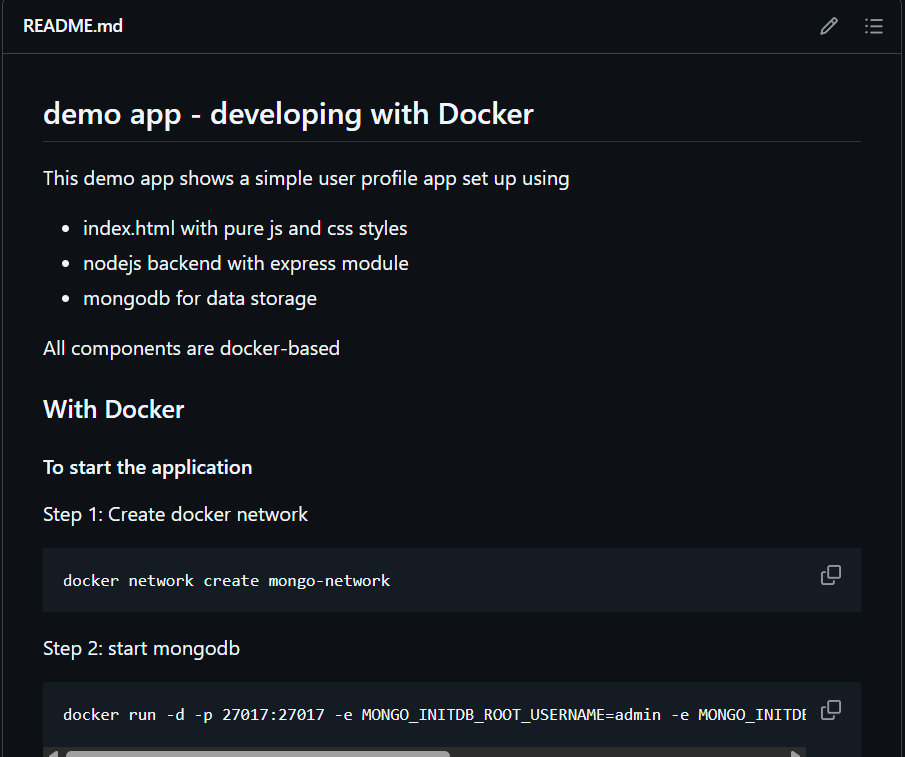 README.md
demo app - developing with Docker
This demo app shows a simple user profile app set up using
index.html with pure js and css styles
nodejs backend with express module
mongodb for data storage
All components are docker-based
With Docker
To start the application
Step 1: Create docker network
docker network create mongo-network
Step 2: start mongodb
docker run -d -p 27017:27017 -e MONGO_INITDB_ROOT_USERNAME=admin -e MONGO_INITDE